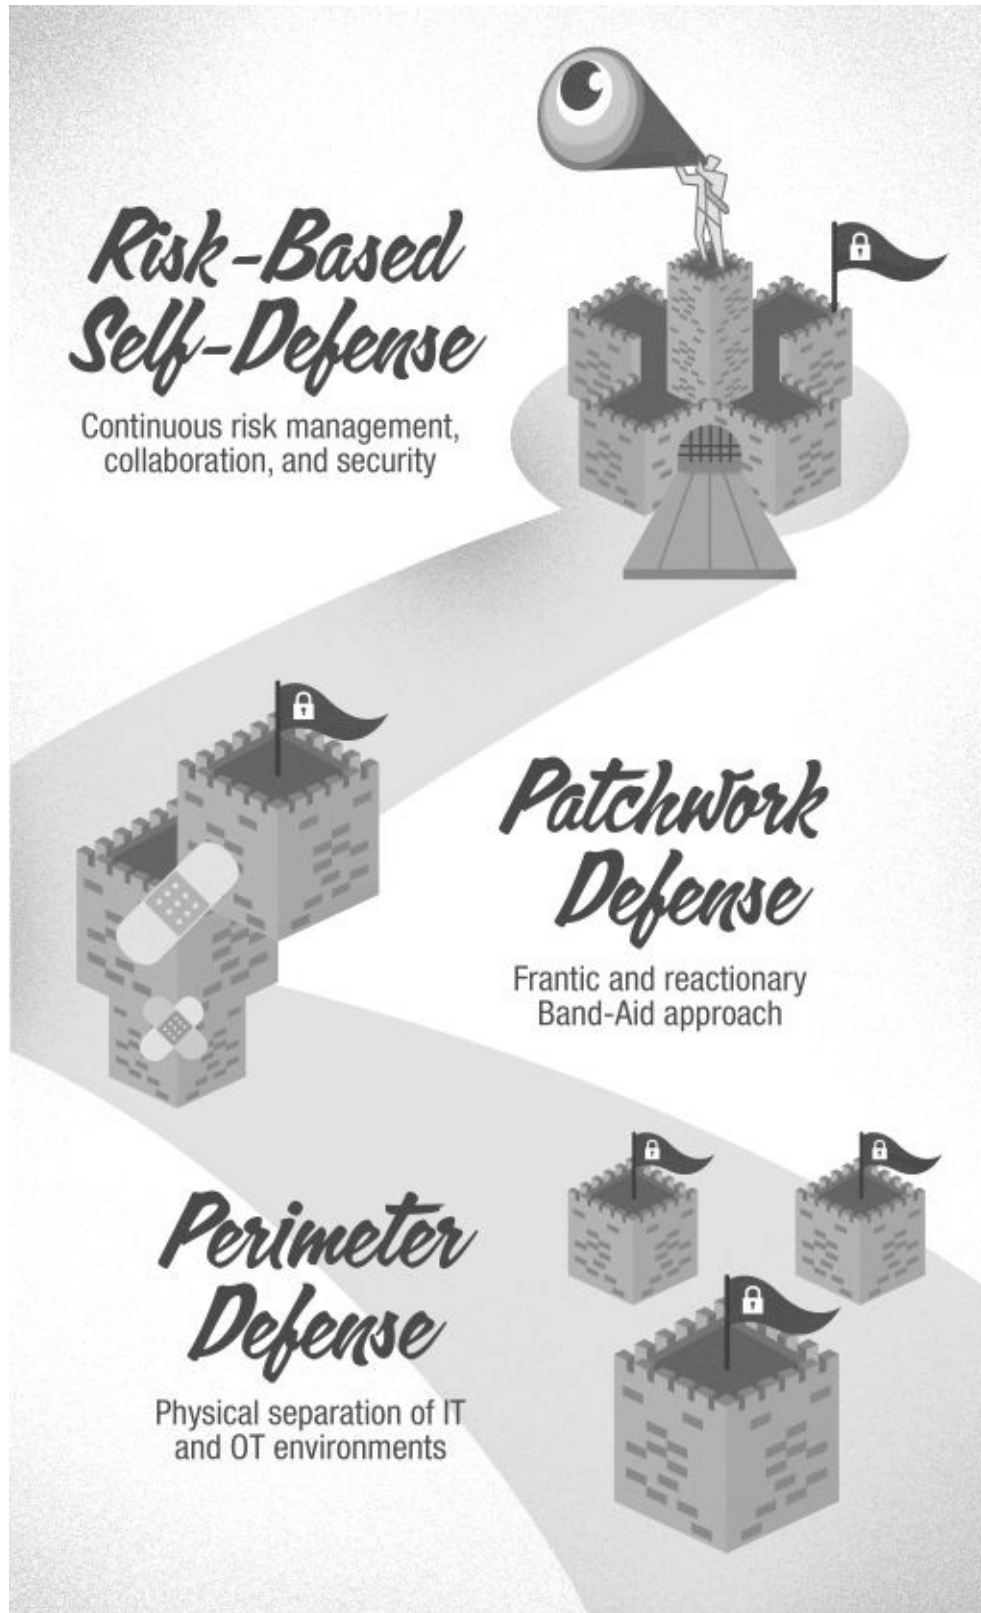 Risk-Based
Self-Defense
Continuous risk management,
collaboration, and security
Patchwork
Defense
Frantic and reactionary
Band-Aid approach
Perimeter
Defense
Physical separation of IT
and OT environments